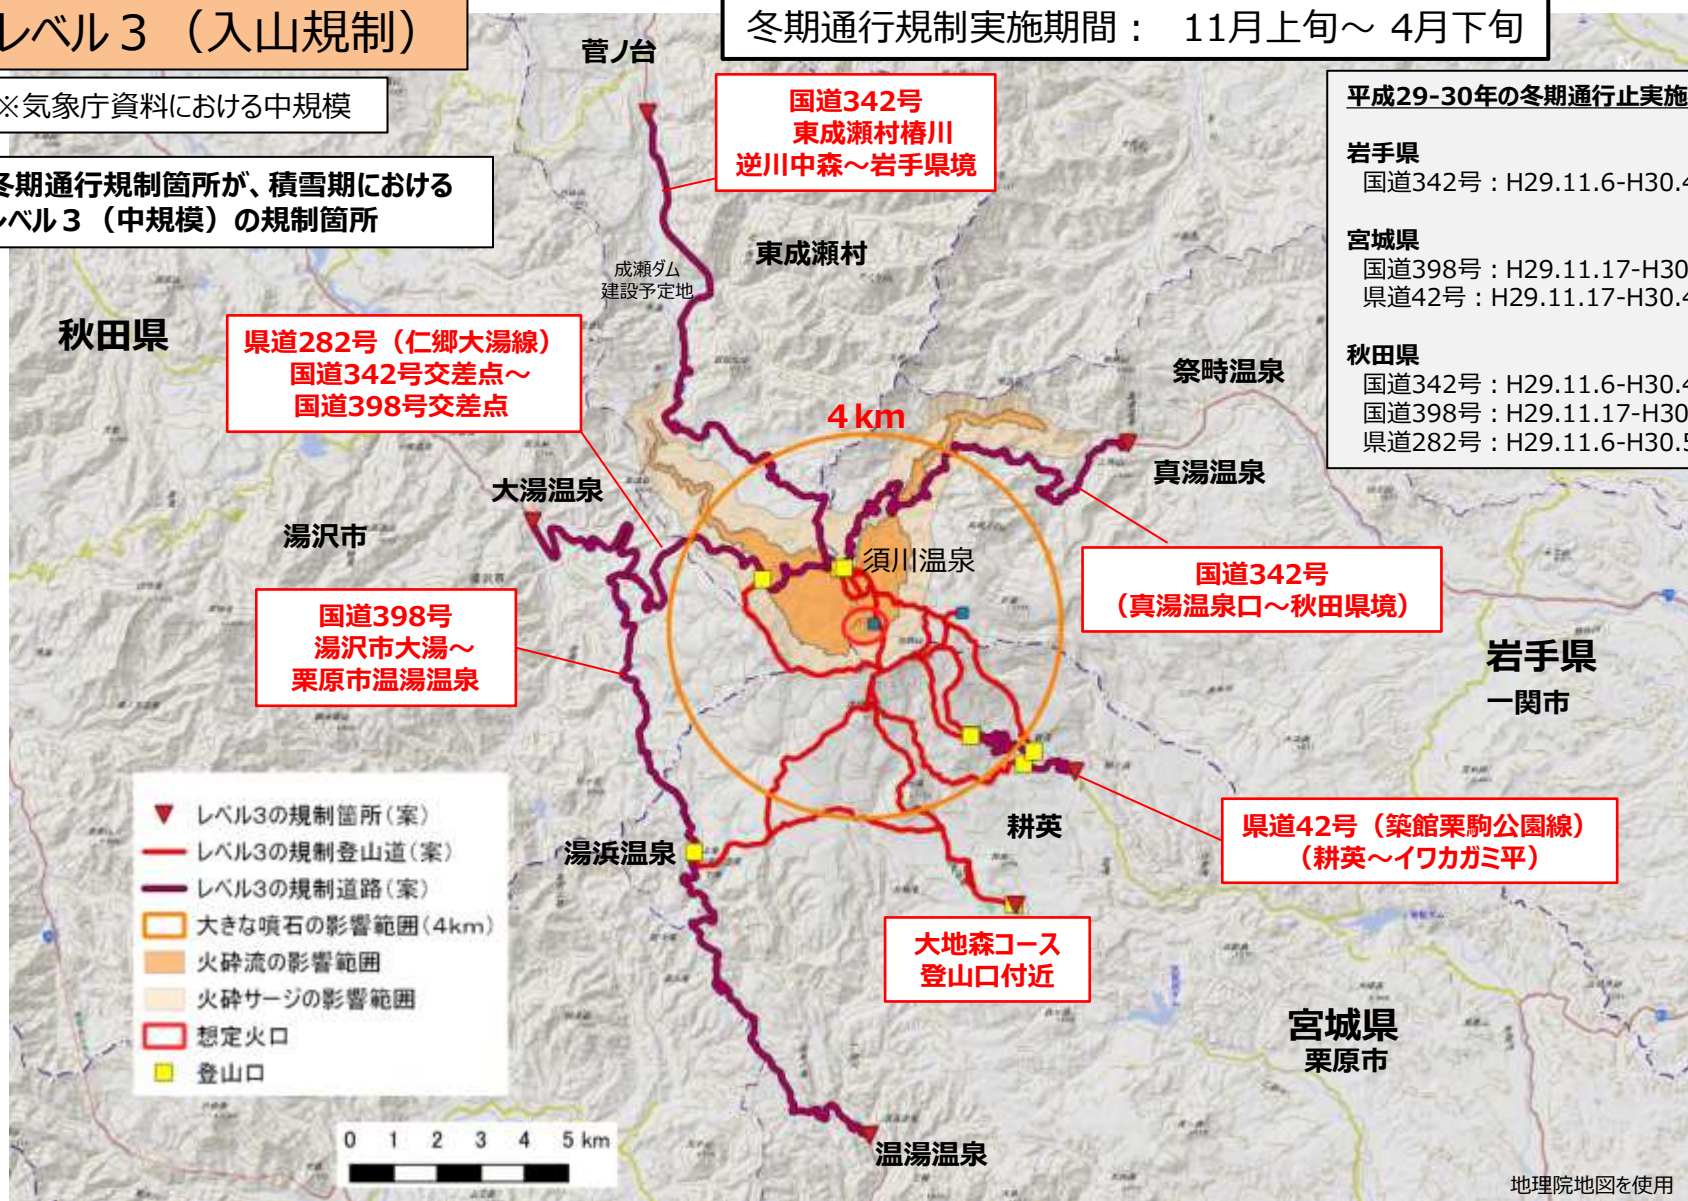 レベル３（入山規制）
冬期通行規制実施期間： 11月上旬～ 4月下旬
※気象庁資料における中規模
冬期通行規制箇所が、積雪期における
レベル３（中規模）の規制箇所
菅ノ台
国道342号
東成瀬村椿川
逆川中森～岩手県境
平成29-30年の冬期通行止実施
岩手県
国道342号：H29.11.6-H30.4
宮城県
国道398号：H29.11.17-H30
県道42号：H29.11.17-H30.4
秋田県
国道342号：H29.11.6-H30.4
国道398号：H29.11.17-H30
県道282号：H29.11.6-H30.5
東成瀬村
成瀬ダム
建設予定地
秋田県
県道282号（仁郷大湯線）
国道342号交差点～
国道398号交差点
祭畤温泉
4 km
真湯温泉
大湯温泉
湯沢市
須川温泉
国道342号
（真湯温泉口～秋田県境）
国道398号
湯沢市大湯～
栗原市温湯温泉
岩手県
一関市
耕英
県道42号（築館栗駒公園線）
（耕英～イワカガミ平）
湯浜温泉
大地森コース
登山口付近
宮城県
栗原市
レベル3の規制箇所(案)
レベル3の規制登山道(案)
レベル3の規制道路(案)
大きな噴石の影響範囲(4km)
火砕流の影響範囲
火砕サージの影響範囲
想定火口
登山口
0 1 2 3 4 5 km
温湯温泉
地理院地図を使用